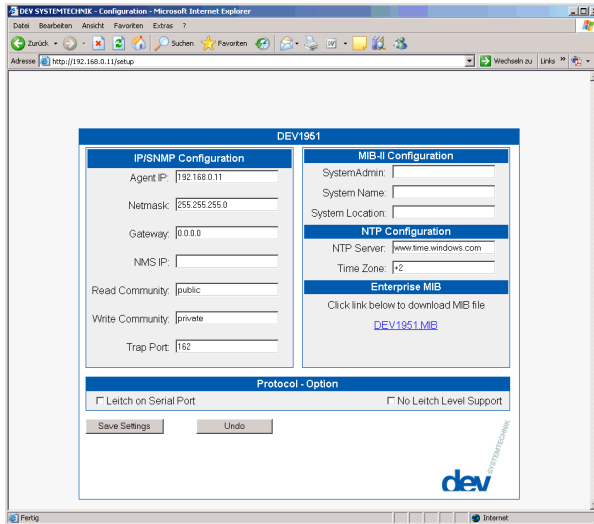 DEV SYSTEMTECHNIK - Configuration - Microsoft Internet Explorer
Datei Bearbeiten Ansicht Favoriten Extras ?
Zurück Suchen Favoriten
Adresse http://192.168.0.11/setup Wechseln zu Links »
DEV1951
IP/SNMP Configuration
Agent IP: 192.168.0.11
Netmask: 255.255.255.0
Gateway: 0.0.0.0
NMS IP:
Read Community: public
Write Community: private
Trap Port: 162
MIB-II Configuration
SystemAdmin:
System Name:
System Location:
NTP Configuration
NTP Server: www.time.windows.com
Time Zone: +2
Enterprise MIB
Click link below to download MIB file
DEV1951.MIB
Protocol - Option
Leitch on Serial Port No Leitch Level Support
Save Settings Undo
dev SYSTEMTECHNIK
Fertig Internet